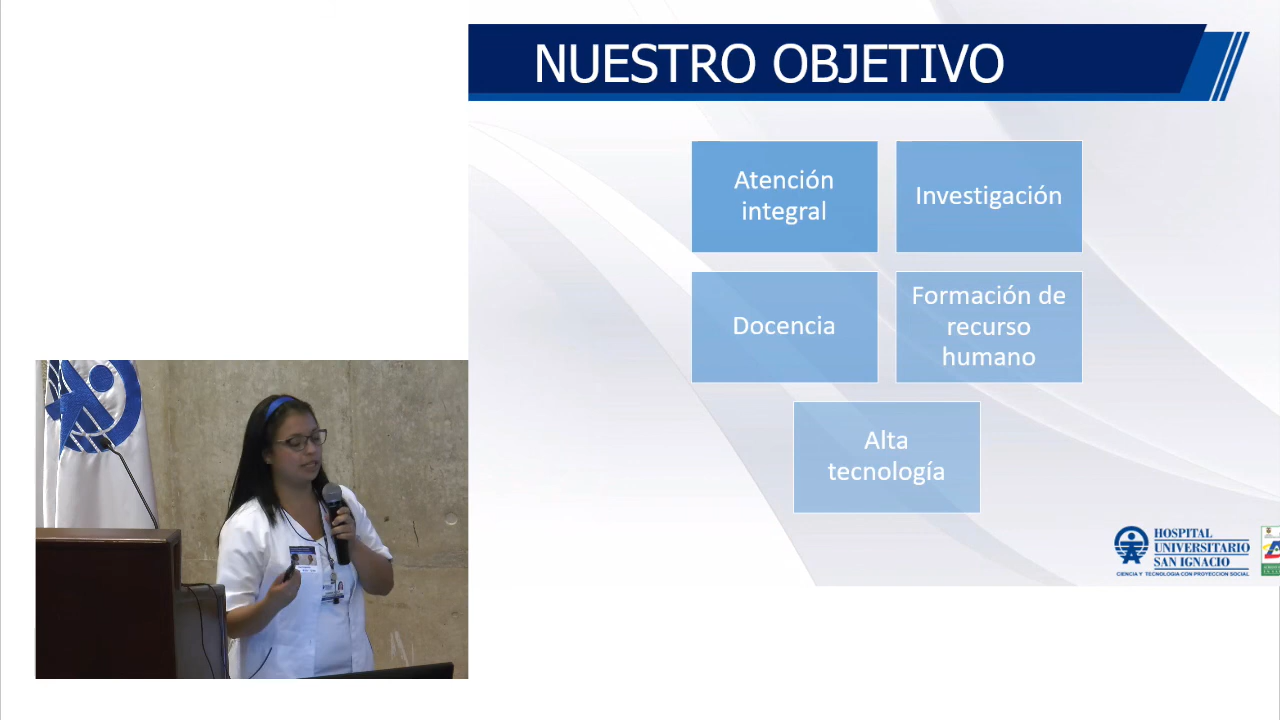 NUESTRO OBJETIVO
Atención
integral
Investigación
Docencia
Formación de
recurso
humano
Alta
tecnología
HOSPITAL
UNIVERSITARIO
SAN IGNACIO
CIENCIA Y TECNOLOGIA CON PROYECCION SOCIAL